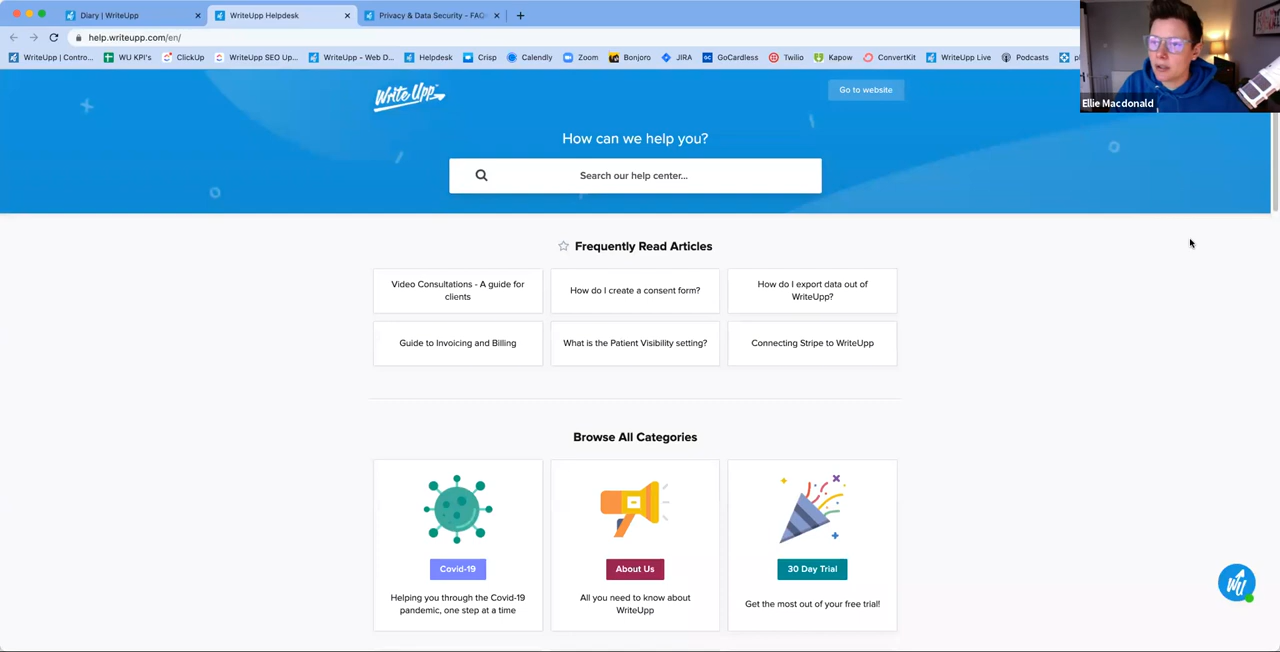 Diary | WriteUpp
WriteUpp Helpdesk
Privacy & Data Security - FAQ
help.writeupp.com/en/
WriteUpp | Contro...
WU KPI's
ClickUp
WriteUpp SEO Up...
WriteUpp - Web D...
Helpdesk
Crisp
Calendly
Zoom
Bonjoro
JIRA
GoCardless
Twilio
Kapow
ConvertKit
WriteUpp Live
Podcasts
Ellie Macdonald
WriteUpp
Go to website
How can we help you?
Search our help center...
Frequently Read Articles
Video Consultations - A guide for
clients
How do I create a consent form?
How do I export data out of
WriteUpp?
Guide to Invoicing and Billing
What is the Patient Visibility setting?
Connecting Stripe to WriteUpp
Browse All Categories
Covid-19
Helping you through the Covid-19
pandemic, one step at a time
About Us
All you need to know about
WriteUpp
30 Day Trial
Get the most out of your free trial!
WU